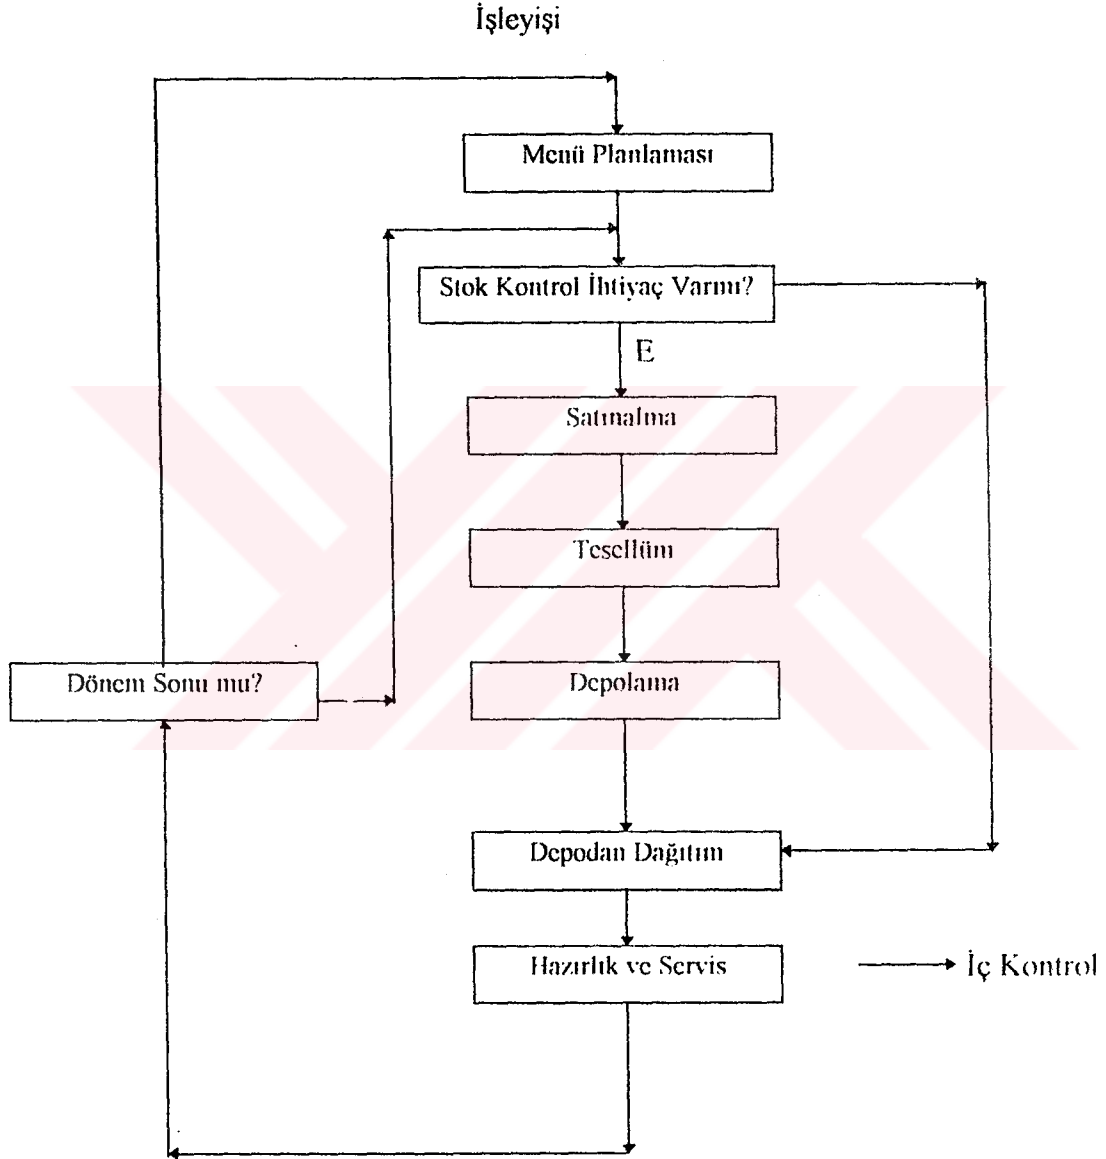 İşleyişi
Menü Planlaması
Stok Kontrol İhtiyaç Varmı?
E
Satınalma
Tesellüm
Dönem Sonu mu?
Depolama
Depodan Dağıtım
Hazırlık ve Servis
İç Kontrol